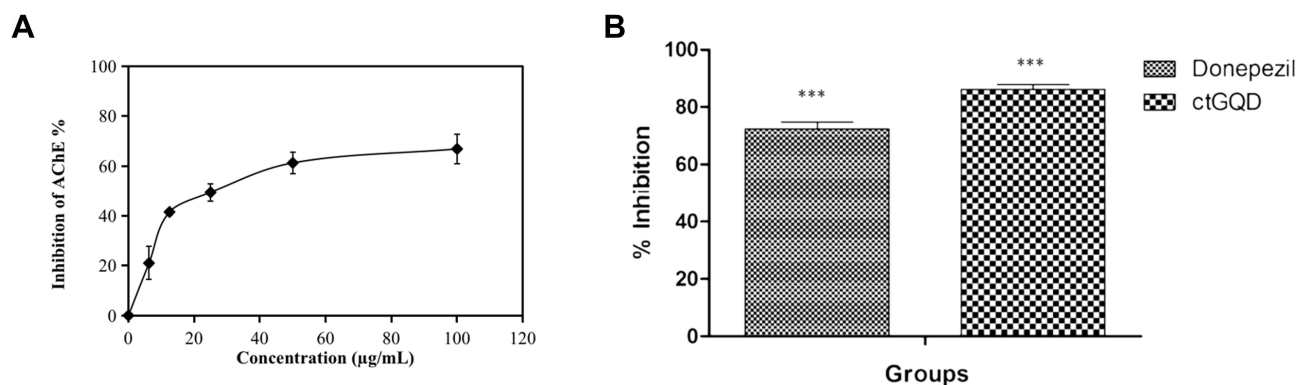 A
100
80
60
40
20
0
Inhibition of AChE %
0 20 40 60 80 100 120
Concentration (µg/mL)
B
100
80
60
40
20
0
% Inhibition
***
***
Groups
Donepezil
ctGQD